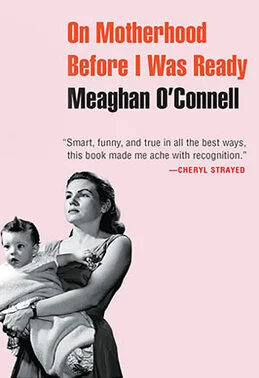 On Motherhood
Before I Was Ready
Meaghan O’Connell
“Smart, funny, and true in all the best ways,
this book made me ache with recognition.”
—CHERYL STRAYED